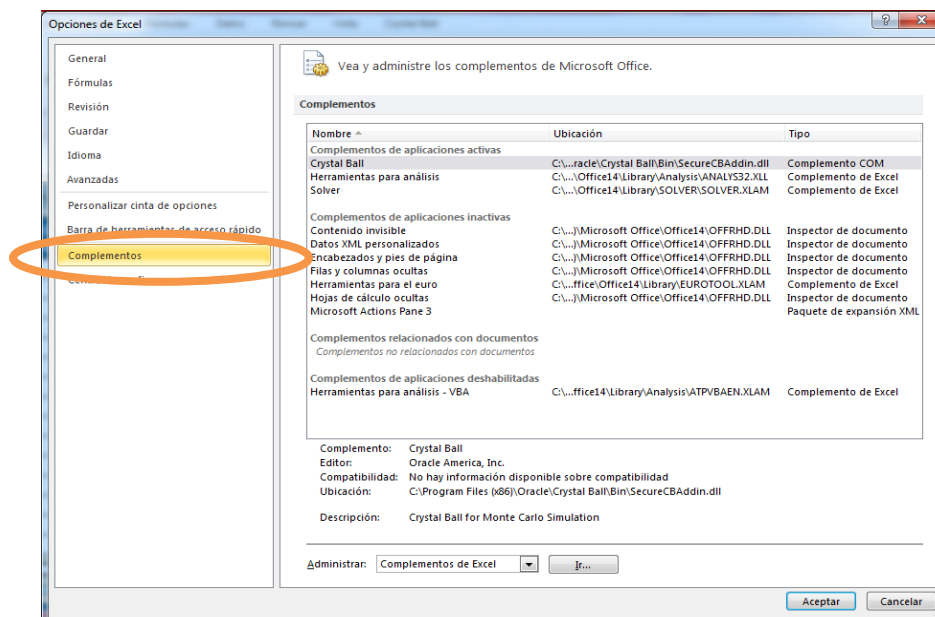 Opciones de Excel
General
Fórmulas
Revisión
Guardar
Idioma
Avanzadas
Personalizar cinta de opciones
Barra de herramientas de acceso rápido
Complementos
Vea y administre los complementos de Microsoft Office.
Complementos
Nombre Ubicación Tipo
Complementos de aplicaciones activas
Crystal Ball C:\...racle\Crystal Ball\Bin\SecureCBAddin.dll Complemento COM
Herramientas para análisis C:\...\Office14\Library\Analysis\ANALYS32.XLL Complemento de Excel
Solver C:\...\Office14\Library\SOLVER\SOLVER.XLAM Complemento de Excel
Complementos de aplicaciones inactivas
Contenido invisible C:\...)\Microsoft Office\Office14\OFFRHD.DLL Inspector de documento
Datos XML personalizados C:\...)\Microsoft Office\Office14\OFFRHD.DLL Inspector de documento
Encabezados y pies de página C:\...)\Microsoft Office\Office14\OFFRHD.DLL Inspector de documento
Filas y columnas ocultas C:\...)\Microsoft Office\Office14\OFFRHD.DLL Inspector de documento
Herramientas para el euro C:\...ffice\Office14\Library\EUROTOOL.XLAM Complemento de Excel
Hojas de cálculo ocultas C:\...)\Microsoft Office\Office14\OFFRHD.DLL Inspector de documento
Microsoft Actions Pane 3 Paquete de expansión XML
Complementos relacionados con documentos
Complementos no relacionados con documentos
Complementos de aplicaciones deshabilitadas
Herramientas para análisis - VBA C:\...ffice14\Library\Analysis\ATPVBAEN.XLAM Complemento de Excel
Complemento: Crystal Ball
Editor: Oracle America, Inc.
Compatibilidad: No hay información disponible sobre compatibilidad
Ubicación: C:\Program Files (x86)\Oracle\Crystal Ball\Bin\SecureCBAddin.dll
Descripción: Crystal Ball for Monte Carlo Simulation
Administrar: Complementos de Excel Ir...
Aceptar Cancelar